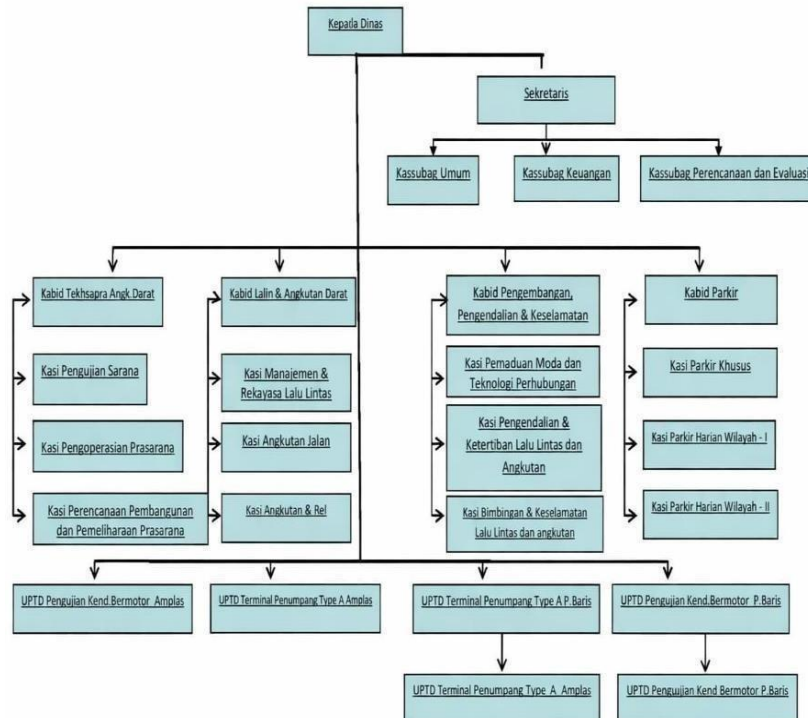 Kepatla Dinas
Sekretaris
Kassubag Umum
Kassubag Keuangan
Kassubag Perencanaan dan Evaluasi
Kabid Tekhsapra Angk.Darat
Kabid Lalin & Angkutan Darat
Kabid Pengembangan,
Pengendalian & Keselamatan
Kabid Parkir
Kasi Pengujian Sarana
Kasi Manajemen &
Rekayasa Lalu Lintas
Kasi Pemaduan Moda dan
Teknologi Perhubungan
Kasi Parkir Khusus
Kasi Pengoperasian Prasarana
Kasi Angkutan Jalan
Kasi Pengendalian &
Ketertiban Lalu Lintas dan
Angkutan
Kasi Parkir Harian Wilayah - I
Kasi Perencanaan Pembangunan
dan Pemeliharaan Prasarana
Kasi Angkutan & Rel
Kasi Bimbingan & Keselamatan
Lalu Lintas dan angkutan
Kasi Parkir Harian Wilayah - II
UPTD Pengujian Kend.Bermotor Amplas
UPTD Terminal Penumpang Type A Amplas
UPTD Terminal Penumpang Type A P.Baris
UPTD Pengujian Kend.Bermotor P.Baris
UPTD Terminal Penumpang Type A Amplas
UPTD Penguijian Kend Bermotor P.Baris